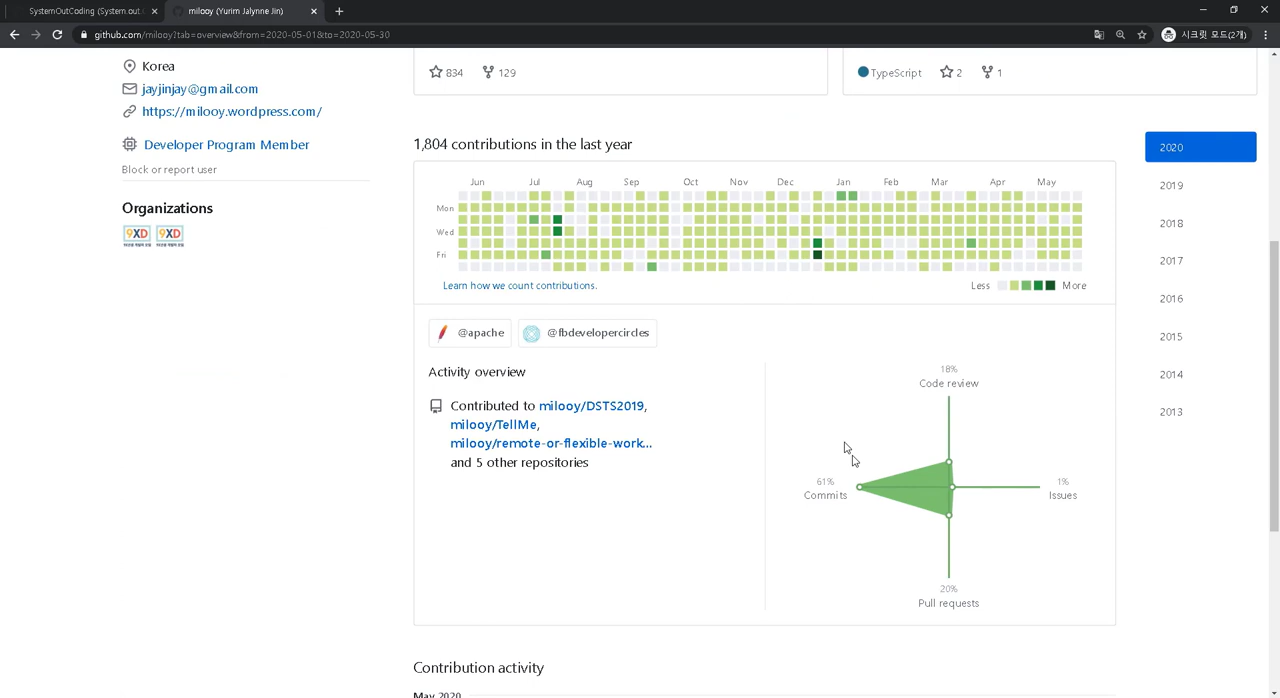 SystemOutCoding (System.out.
milooy (Yurim Jalynne Jin)
github.com/milooy?tab=overview&from=2020-05-01&to=2020-05-30
시크릿 모드(2개)
Korea
jayjinjay@gmail.com
https://milooy.wordpress.com/
Developer Program Member
Block or report user
Organizations
9XD 9XD
834 129
TypeScript 2 1
1,804 contributions in the last year
Jun Jul Aug Sep Oct Nov Dec Jan Feb Mar Apr May
Mon
Wed
Fri
Learn how we count contributions.
Less More
@apache @fbdevelopercircles
Activity overview
Contributed to milooy/DSTS2019,
milooy/TellMe,
milooy/remote-or-flexible-work...
and 5 other repositories
18%
Code review
61%
Commits
1%
Issues
20%
Pull requests
Contribution activity
May 2020
2020
2019
2018
2017
2016
2015
2014
2013